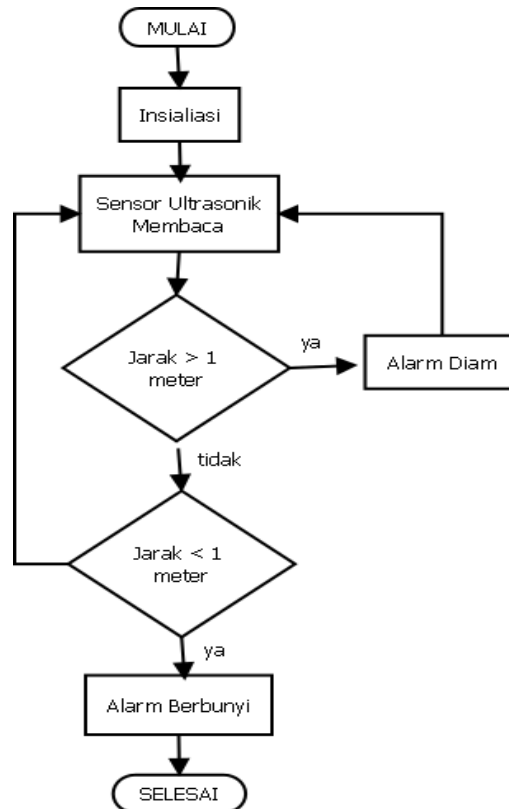 MULAI
Insialiasi
Sensor Ultrasonik
Membaca
Jarak > 1
meter
ya
Alarm Diam
tidak
Jarak < 1
meter
ya
Alarm Berbunyi
SELESAI